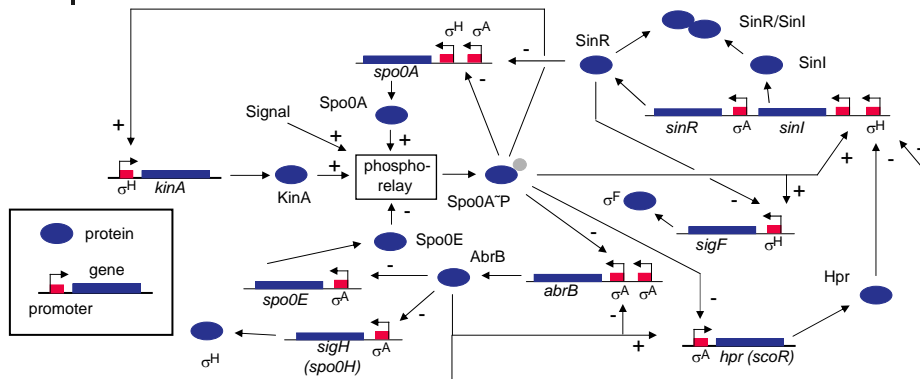 SinR/SinI
σH σA
SinR
-
SinI
spo0A
-
Spo0A
Signal
+
+
sinR σA sinI σH
+
phospho-
relay
+
+
-
-
σH kinA
KinA
Spo0A~P
+
-
σF
sigF σH
-
Spo0E
protein
gene
promoter
AbrB
-
-
spo0E σA
abrB σA σA
Hpr
-
-
-
+
σH
sigH σA
(spo0H)
σA hpr (scoR)